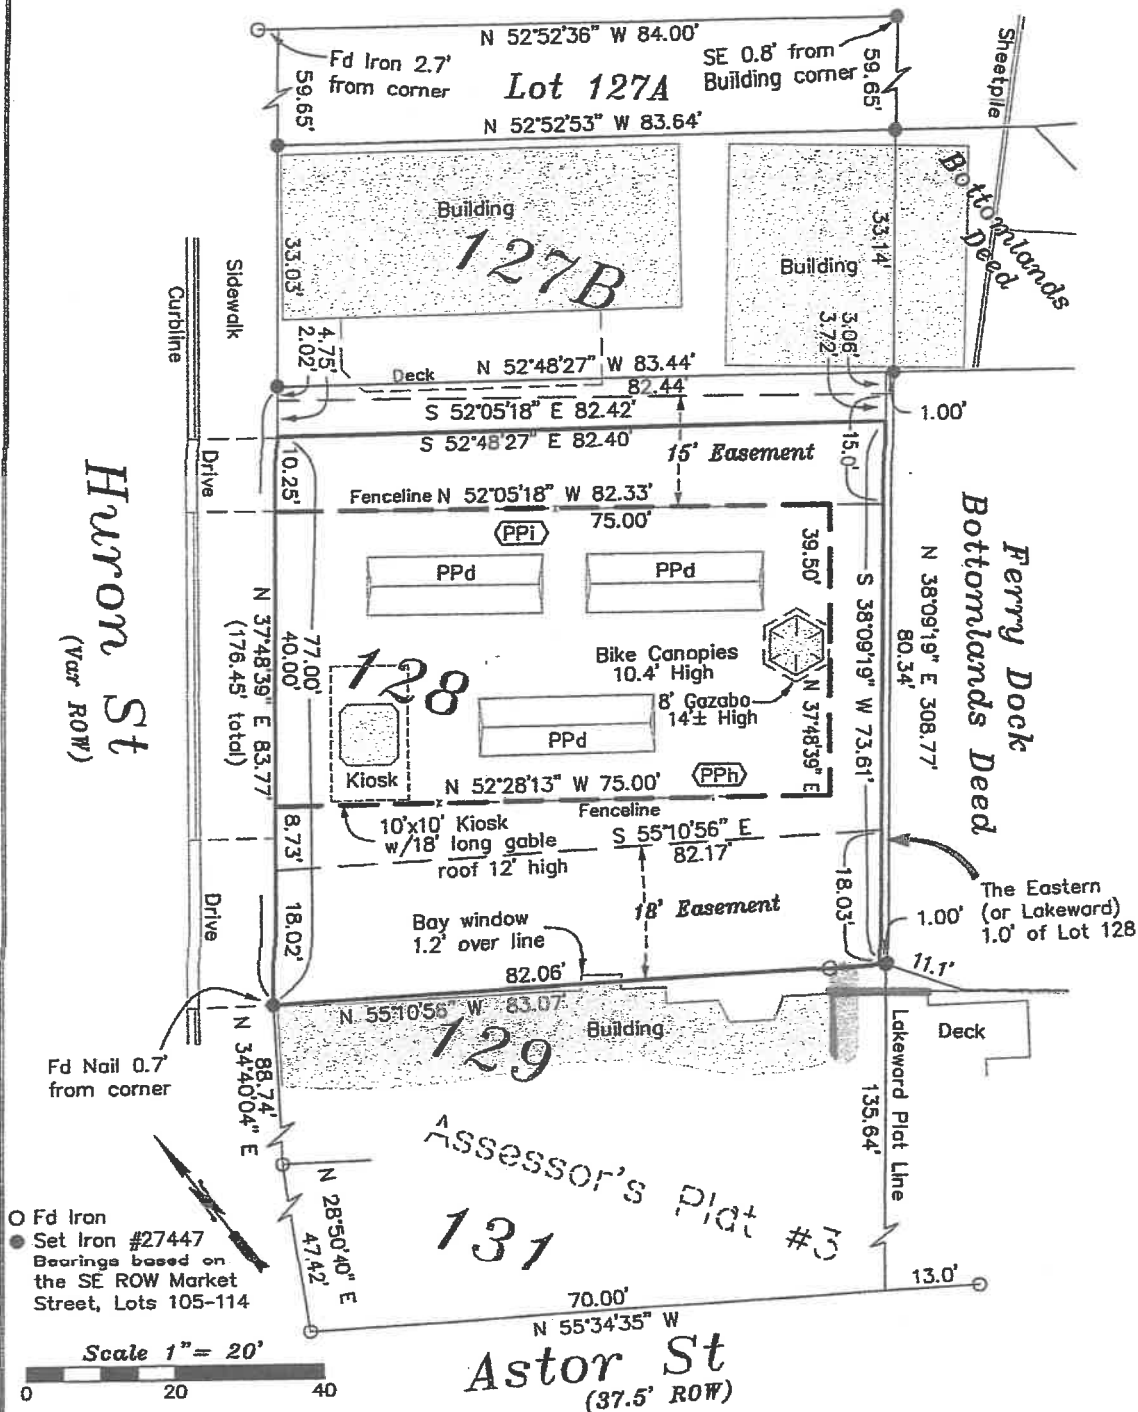 N 52°52'36" W 84.00'
Fd Iron 2.7'
from corner
SE 0.8' from
Building corner
59.65'
59.65'
Lot 127A
N 52°52'53" W 83.64'
Sheetpile
Bottomlands
Deed
Building
127B
Building
33.03'
33.14'
Sidewalk
Curbline
4.75'
2.02'
3.06'
3.72'
Deck
N 52°48'27" W 83.44'
82.44'
S 52°05'18" E 82.42'
1.00'
S 52°48'27" E 82.40'
15' Easement
15.0'
Drive
10.25'
Fenceline N 52°05'18" W 82.33'
75.00'
PPi
PPd
PPd
39.50'
Huron St
(Var ROW)
N 37°48'39" E 83.77'
(176.45' total)
77.00'
40.00'
128
Bike Canopies
10.4' High
8' Gazabo
14'± High
N 37°48'39" E
S 38°09'19" W 73.61'
N 38°09'19" E 308.77'
80.34'
Ferry Dock
Bottomlands Deed
PPd
Kiosk
N 52°28'13" W 75.00'
PPh
Fenceline
10'x10' Kiosk
w/18' long gable
roof 12' high
S 55°10'56" E
82.17'
8.73'
18.02'
Drive
18' Easement
18.03'
The Eastern
(or Lakeward)
1.0' of Lot 128
1.00'
Bay window
1.2' over line
82.06'
11.1'
N 55°10'56" W 83.07'
129
Building
Deck
Fd Nail 0.7'
from corner
88.74'
N 34°40'04" E
Lakeward Plat Line
135.64'
Assessor's Plat #3
N 28°50'40" E
47.42'
131
Fd Iron
Set Iron #27447
Bearings based on
the SE ROW Market
Street, Lots 105-114
13.0'
70.00'
N 55°34'35" W
Scale 1"= 20'
0 20 40
Astor St
(37.5' ROW)